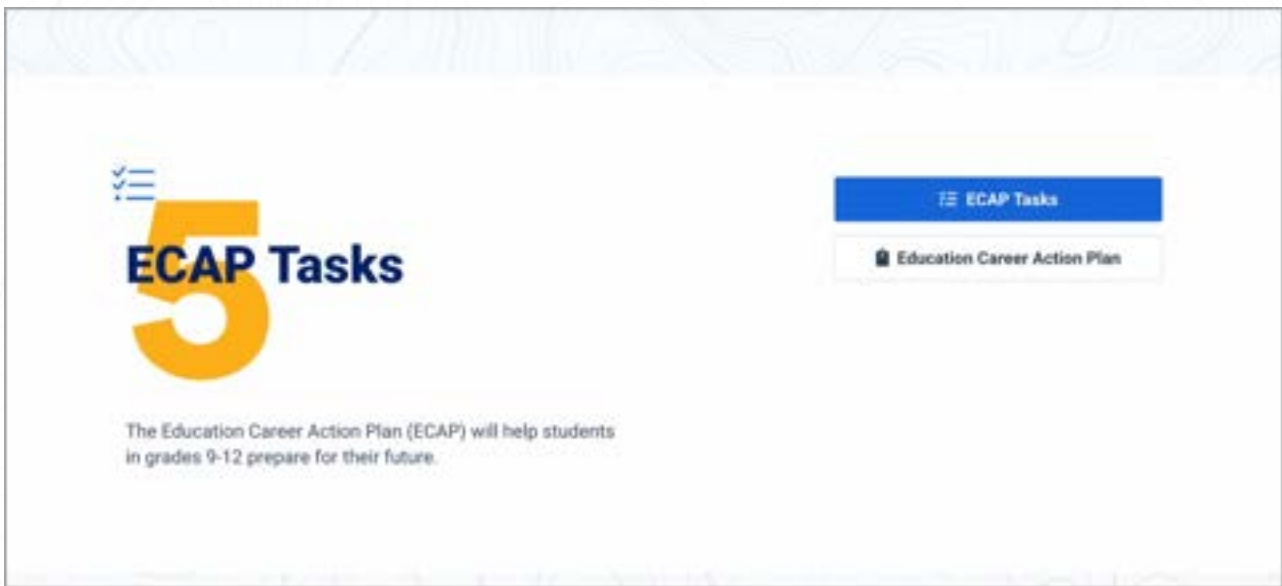 5
ECAP Tasks
The Education Career Action Plan (ECAP) will help students
in grades 9-12 prepare for their future.
ECAP Tasks
Education Career Action Plan